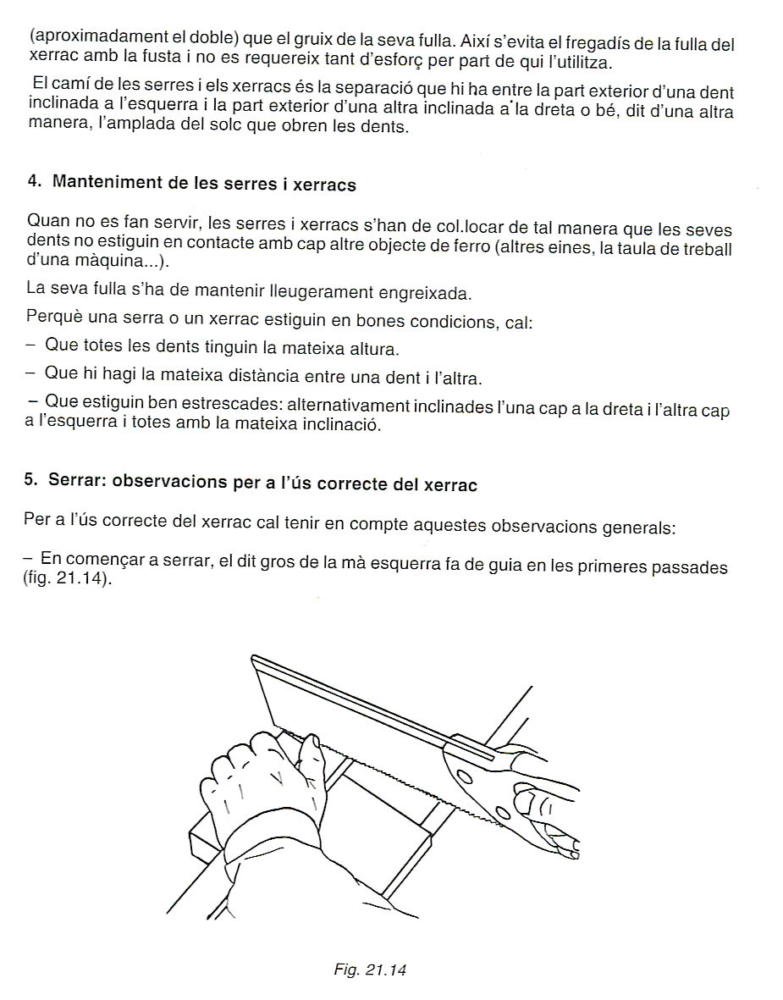 (aproximadament el doble) que el gruix de la seva fulla. Així s'evita el fregadís de la fulla del
xerrac amb la fusta i no es requereix tant d'esforç per part de qui l'utilitza.
El camí de les serres i els xerracs és la separació que hi ha entre la part exterior d'una dent
inclinada a l'esquerra i la part exterior d'una altra inclinada a la dreta o bé, dit d'una altra
manera, l'amplada del solc que obren les dents.
4. Manteniment de les serres i xerracs
Quan no es fan servir, les serres i xerracs s'han de col.locar de tal manera que les seves
dents no estiguin en contacte amb cap altre objecte de ferro (altres eines, la taula de treball
d'una màquina...).
La seva fulla s'ha de mantenir lleugerament engreixada.
Perquè una serra o un xerrac estiguin en bones condicions, cal:
– Que totes les dents tinguin la mateixa altura.
– Que hi hagi la mateixa distància entre una dent i l'altra.
– Que estiguin ben estrescades: alternativament inclinades l'una cap a la dreta i l'altra cap
a l'esquerra i totes amb la mateixa inclinació.
5. Serrar: observacions per a l'ús correcte del xerrac
Per a l'ús correcte del xerrac cal tenir en compte aquestes observacions generals:
– En començar a serrar, el dit gros de la mà esquerra fa de guia en les primeres passades
(fig. 21.14).
Fig. 21.14